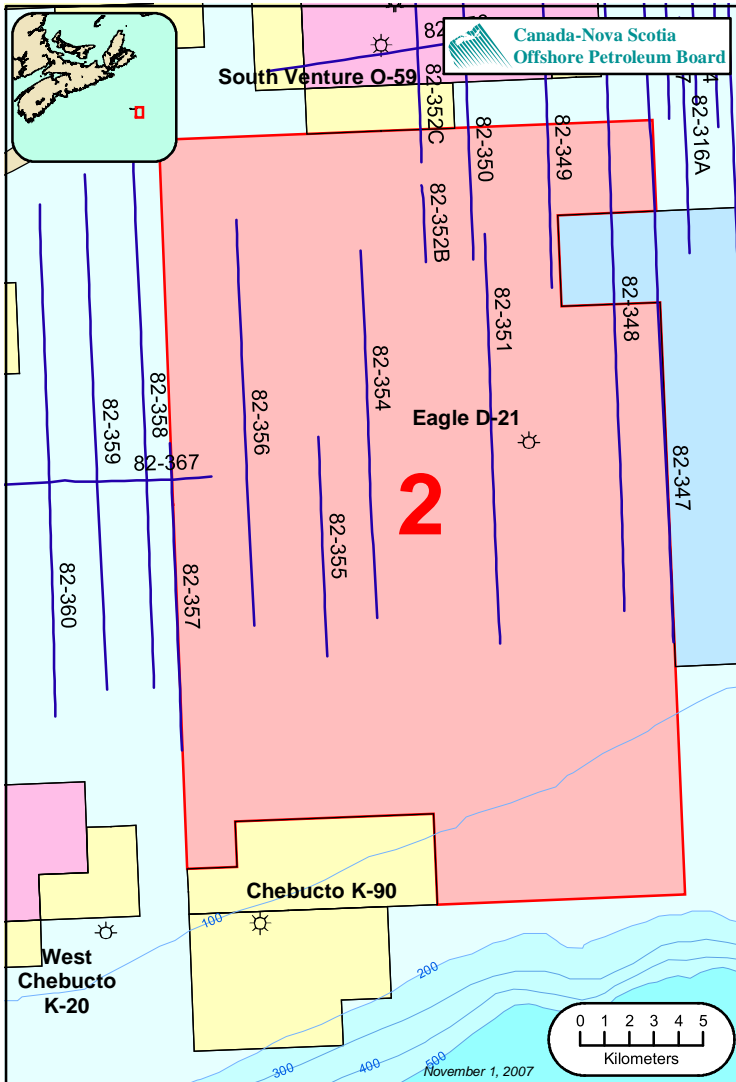 Canada-Nova Scotia
Offshore Petroleum Board
South Venture O-59
82-352C
82-350
82-349
82-316A
82-352B
82-351
82-348
82-354
82-356
82-358
82-359
82-367
Eagle D-21
2
82-347
82-355
82-360
82-357
Chebucto K-90
100
West
Chebucto
K-20
200
300
400
500
0 1 2 3 4 5
Kilometers
November 1, 2007